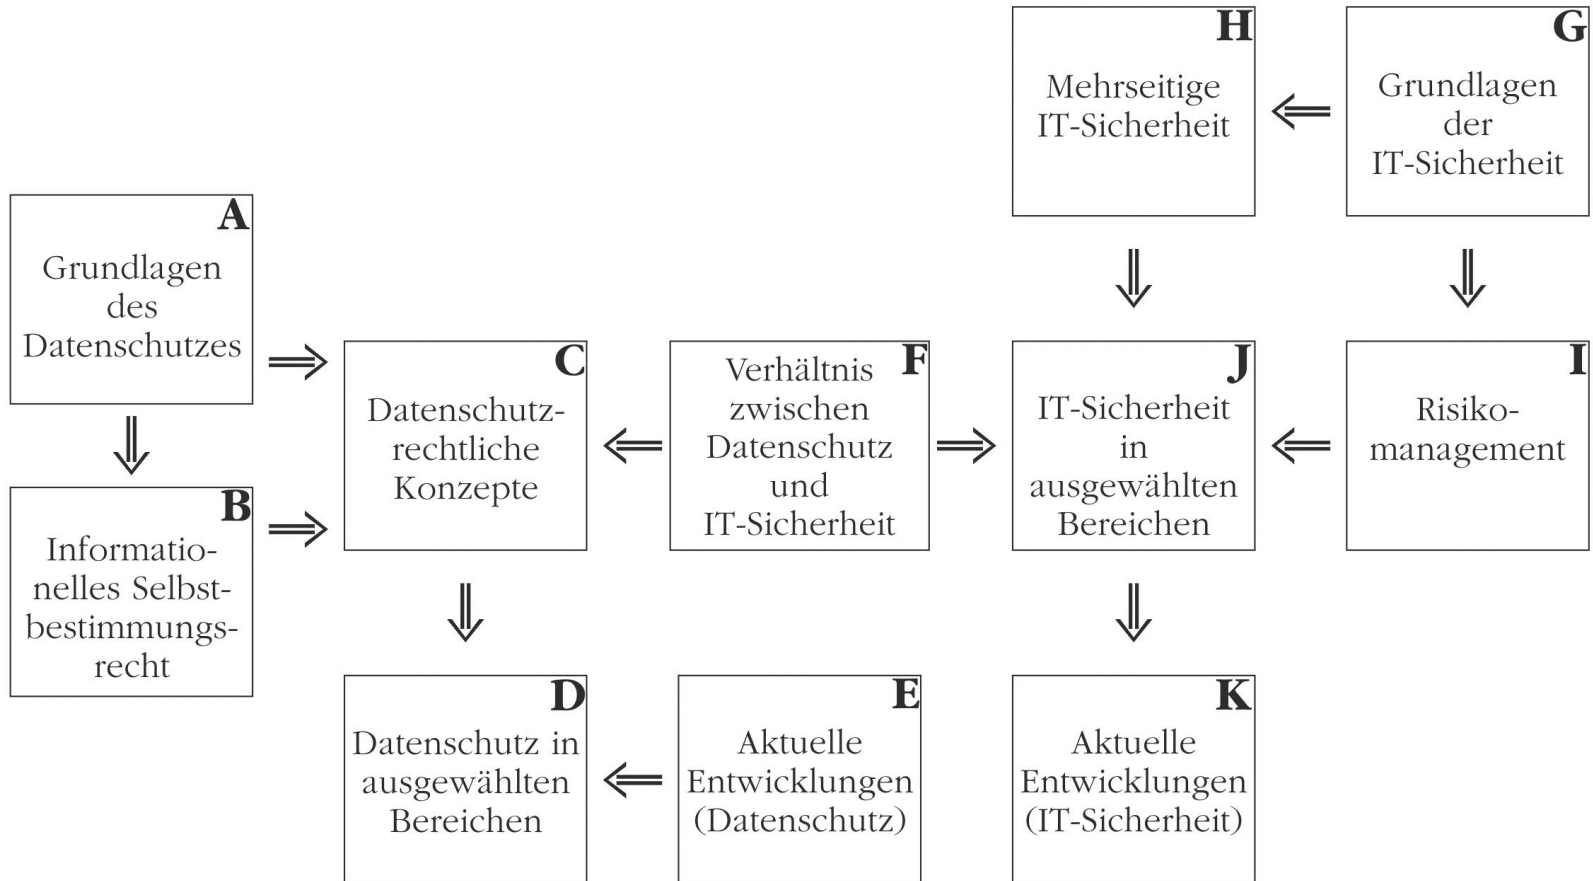 A
Grundlagen
des
Datenschutzes
B
Informatio-
nelles Selbst-
bestimmungs-
recht
C
Datenschutz-
rechtliche
Konzepte
D
Datenschutz in
ausgewählten
Bereichen
E
Aktuelle
Entwicklungen
(Datenschutz)
F
Verhältnis
zwischen
Datenschutz
und
IT-Sicherheit
G
Grundlagen
der
IT-Sicherheit
H
Mehrseitige
IT-Sicherheit
I
Risiko-
management
J
IT-Sicherheit
in
ausgewählten
Bereichen
K
Aktuelle
Entwicklungen
(IT-Sicherheit)